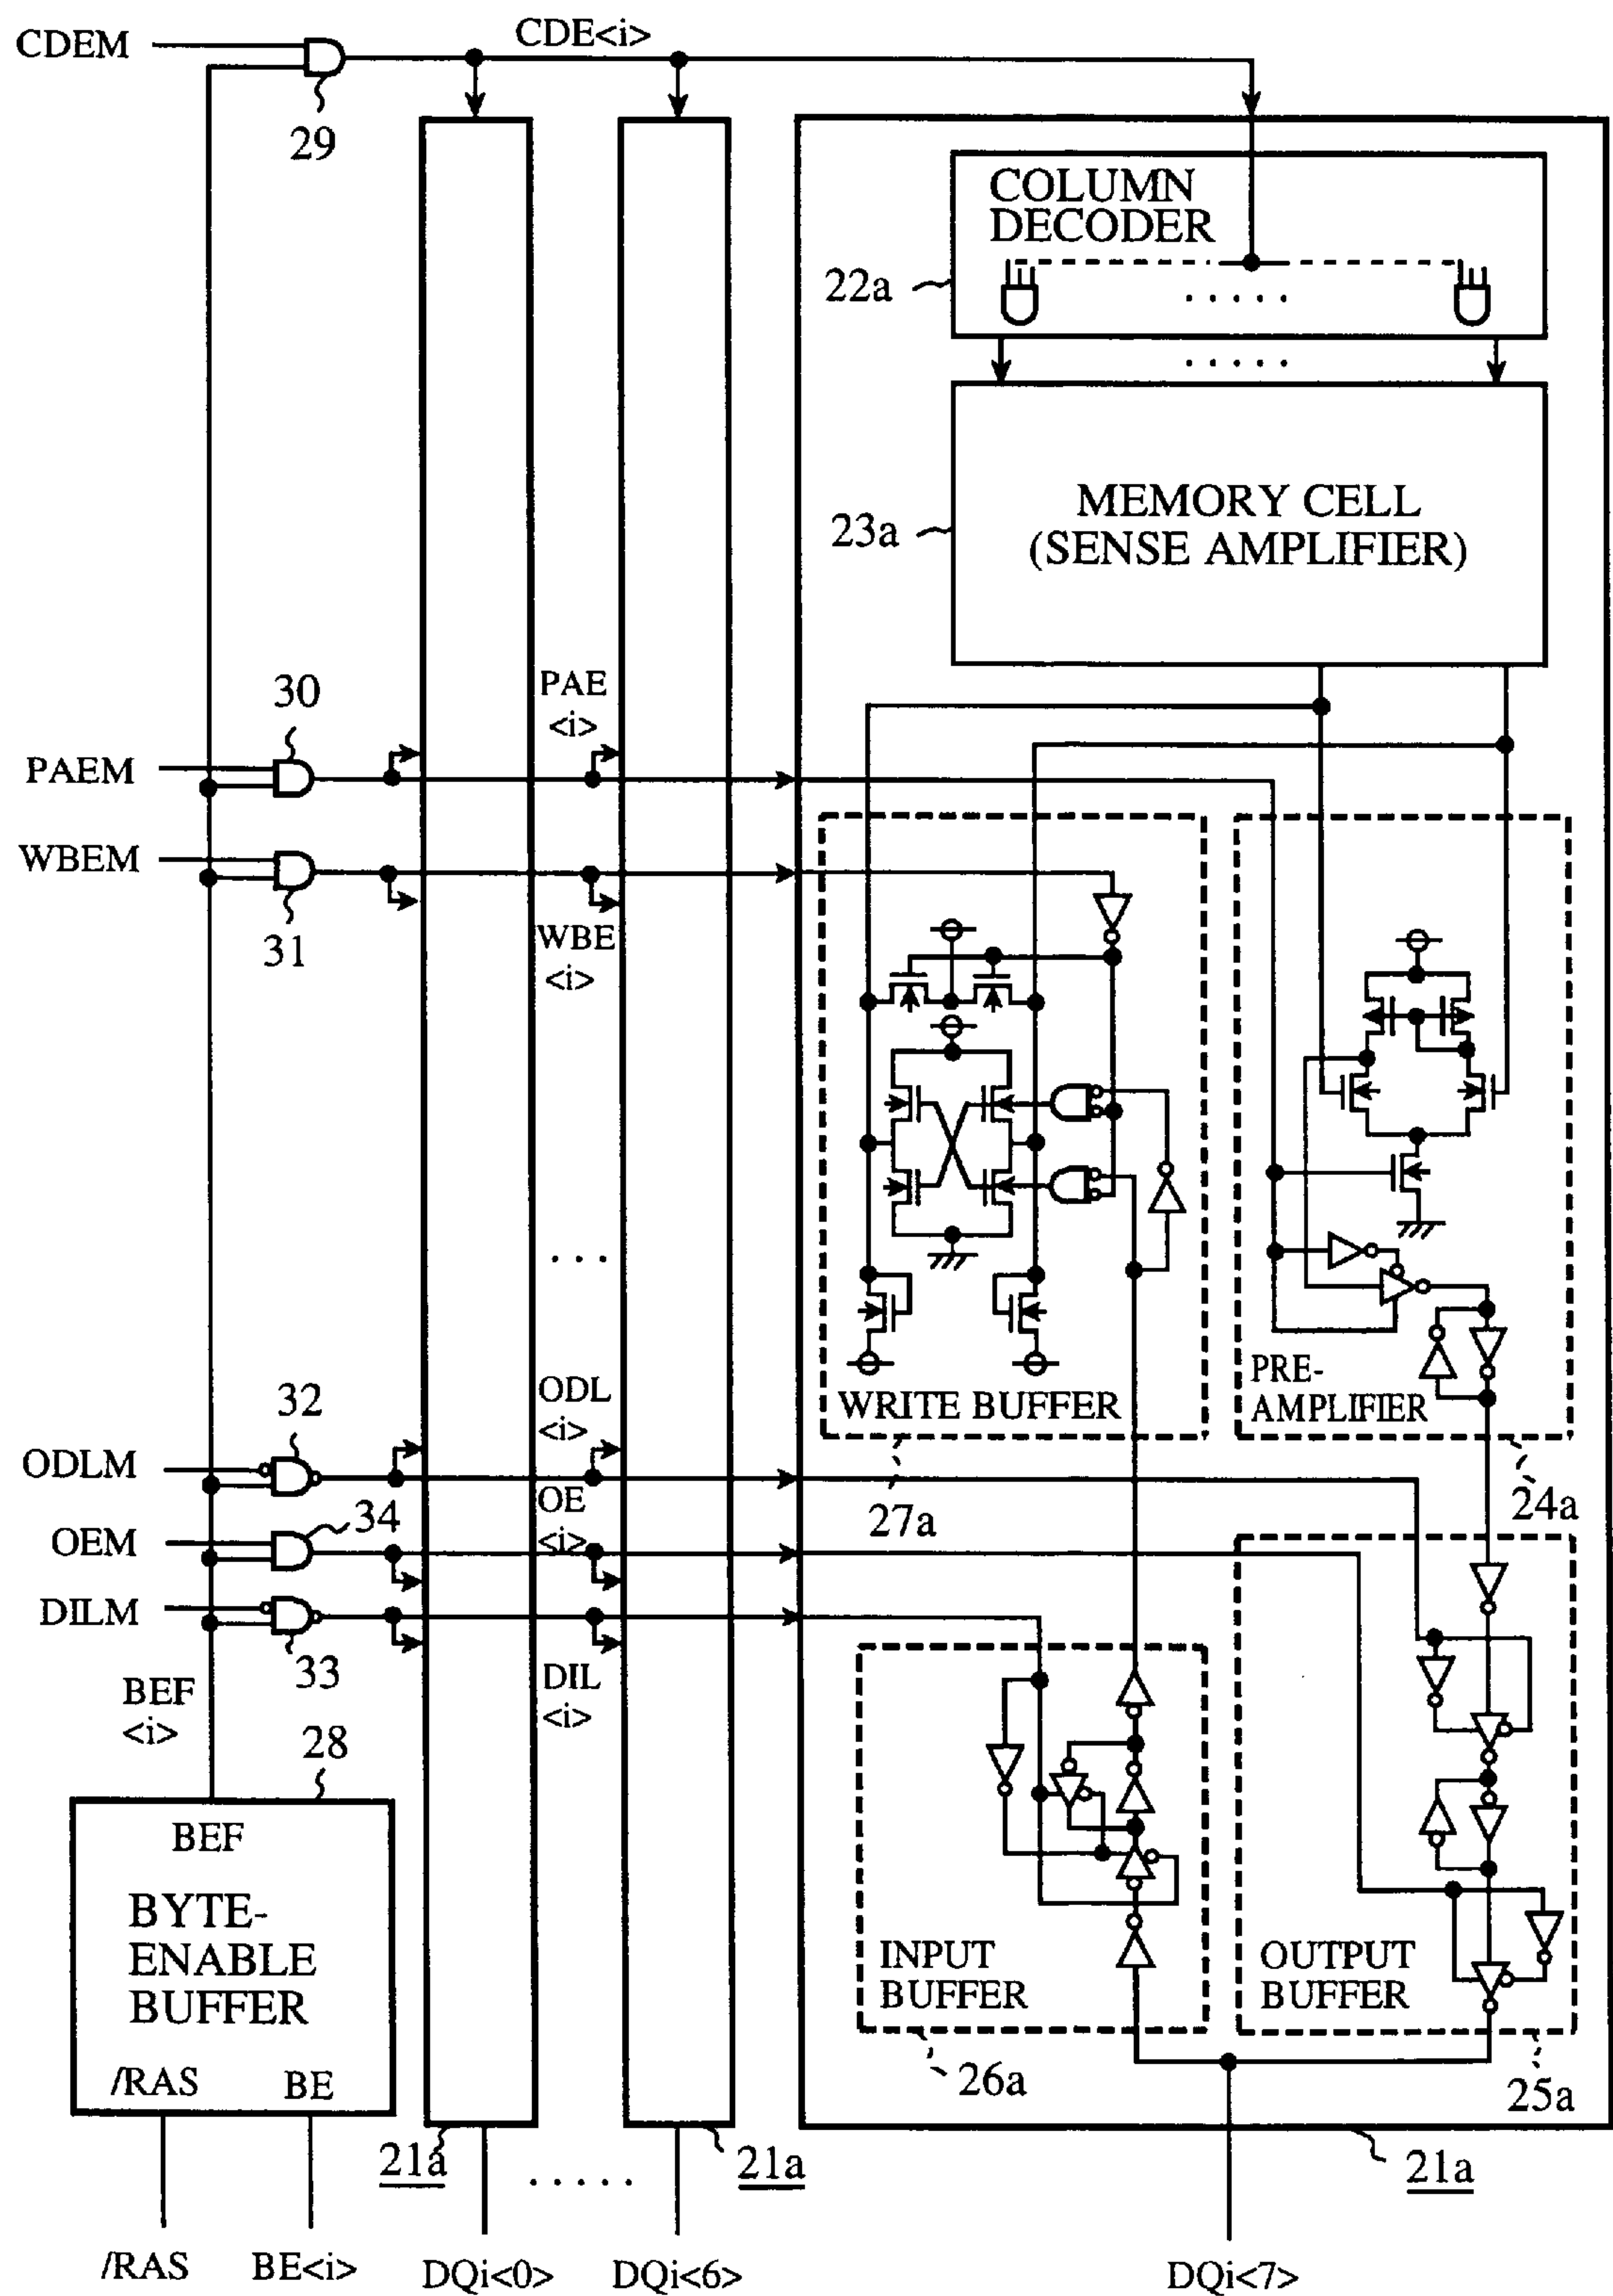 CDEM
CDE<i>
29
COLUMN
DECODER
22a
. . . . .
. . . . .
MEMORY CELL
(SENSE AMPLIFIER)
23a
30
PAE
<i>
PAEM
WBEM
31
WBE
<i>
. . .
WRITE BUFFER
27a
PRE-
AMPLIFIER
24a
32
ODL
<i>
ODLM
OE
<i>
34
OEM
DILM
33
DIL
<i>
BEF
<i>
28
BEF
BYTE-
ENABLE
BUFFER
/RAS
BE
INPUT
BUFFER
26a
OUTPUT
BUFFER
25a
21a
. . . . .
21a
21a
/RAS
BE<i>
DQi<0>
DQi<6>
DQi<7>